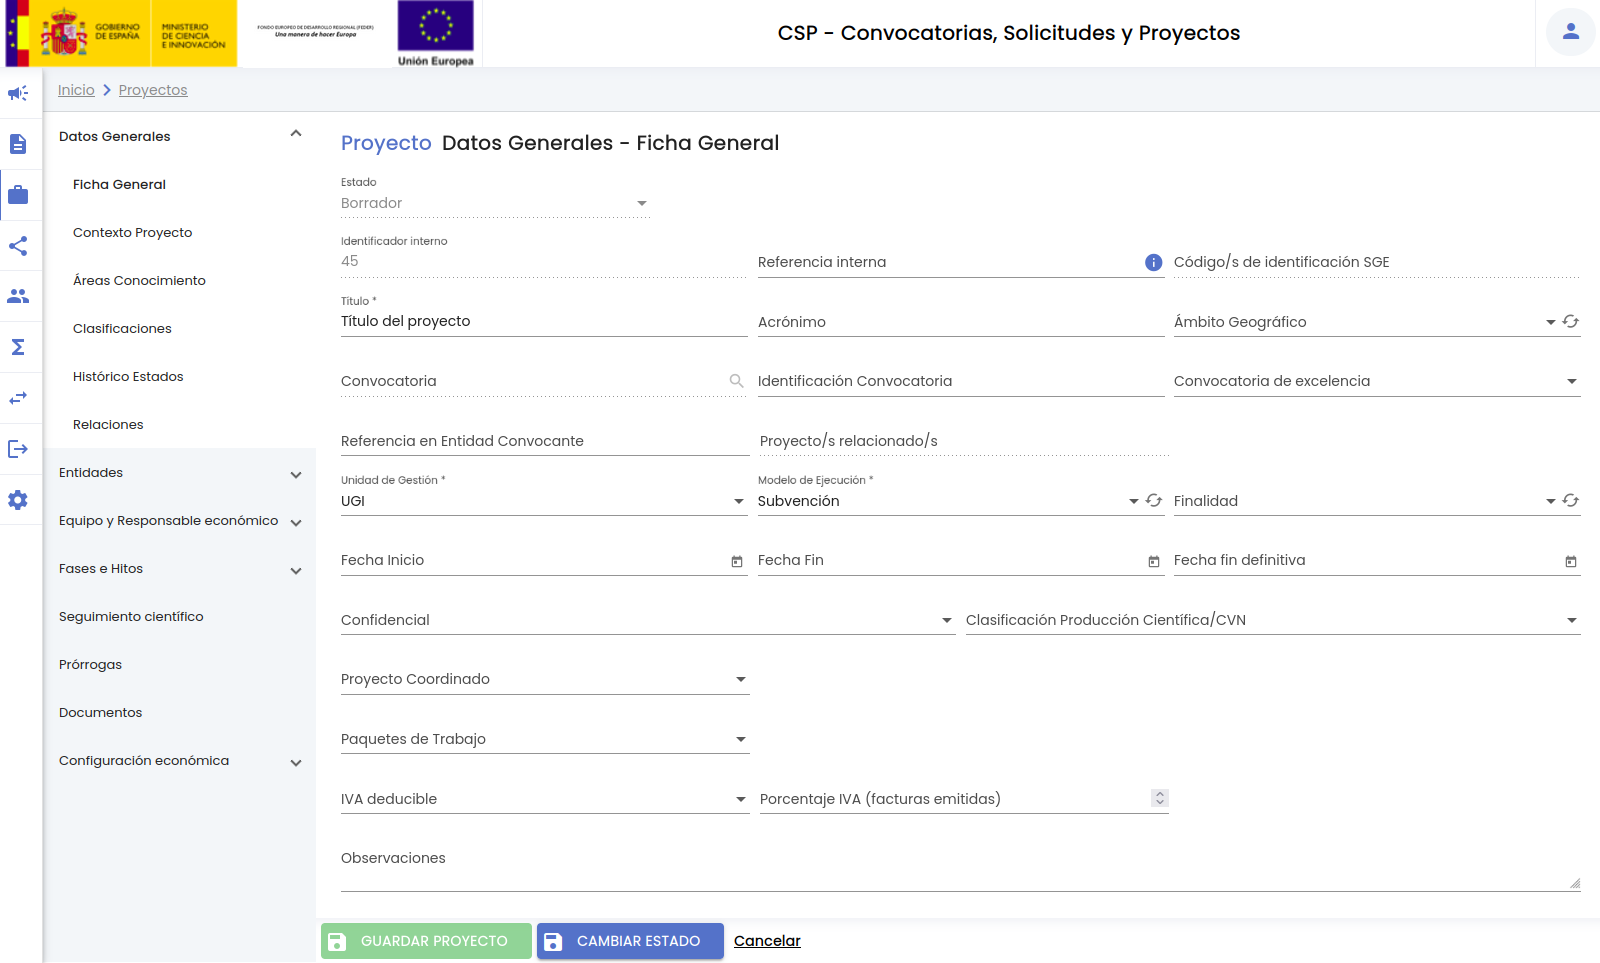 GOBIERNO
DE ESPAÑA
MINISTERIO
DE CIENCIA
E INNOVACIÓN
FONDO EUROPEO DE DESARROLLO REGIONAL (FEDER)
Una manera de hacer Europa
Unión Europea
CSP - Convocatorias, Solicitudes y Proyectos
Inicio > Proyectos
Datos Generales
Ficha General
Contexto Proyecto
Áreas Conocimiento
Clasificaciones
Histórico Estados
Relaciones
Entidades
Equipo y Responsable económico
Fases e Hitos
Seguimiento científico
Prórrogas
Documentos
Configuración económica
Proyecto Datos Generales - Ficha General
Estado
Borrador
Identificador interno
45
Referencia interna
Código/s de identificación SGE
Título *
Título del proyecto
Acrónimo
Ámbito Geográfico
Convocatoria
Identificación Convocatoria
Convocatoria de excelencia
Referencia en Entidad Convocante
Proyecto/s relacionado/s
Unidad de Gestión *
UGI
Modelo de Ejecución *
Subvención
Finalidad
Fecha Inicio
Fecha Fin
Fecha fin definitiva
Confidencial
Clasificación Producción Científica/CVN
Proyecto Coordinado
Paquetes de Trabajo
IVA deducible
Porcentaje IVA (facturas emitidas)
Observaciones
GUARDAR PROYECTO
CAMBIAR ESTADO
Cancelar